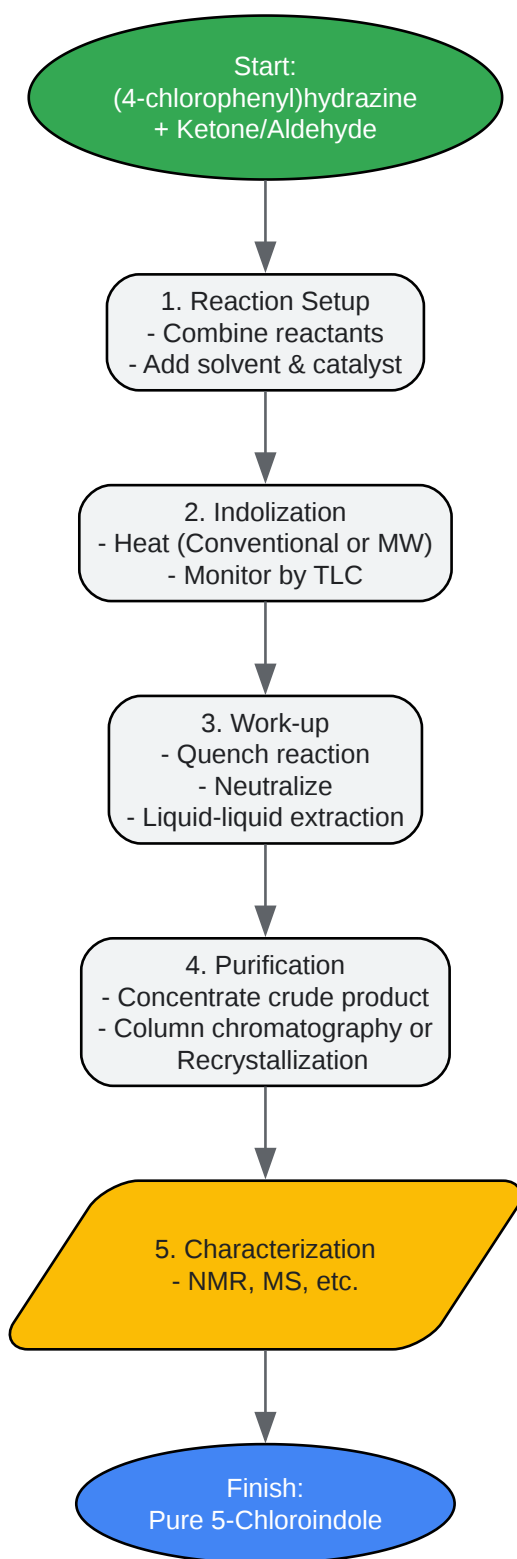 Start:
(4-chlorophenyl)hydrazine
+ Ketone/Aldehyde
1. Reaction Setup
- Combine reactants
- Add solvent & catalyst
2. Indolization
- Heat (Conventional or MW)
- Monitor by TLC
3. Work-up
- Quench reaction
- Neutralize
- Liquid-liquid extraction
4. Purification
- Concentrate crude product
- Column chromatography or
Recrystallization
5. Characterization
- NMR, MS, etc.
Finish:
Pure 5-Chloroindole